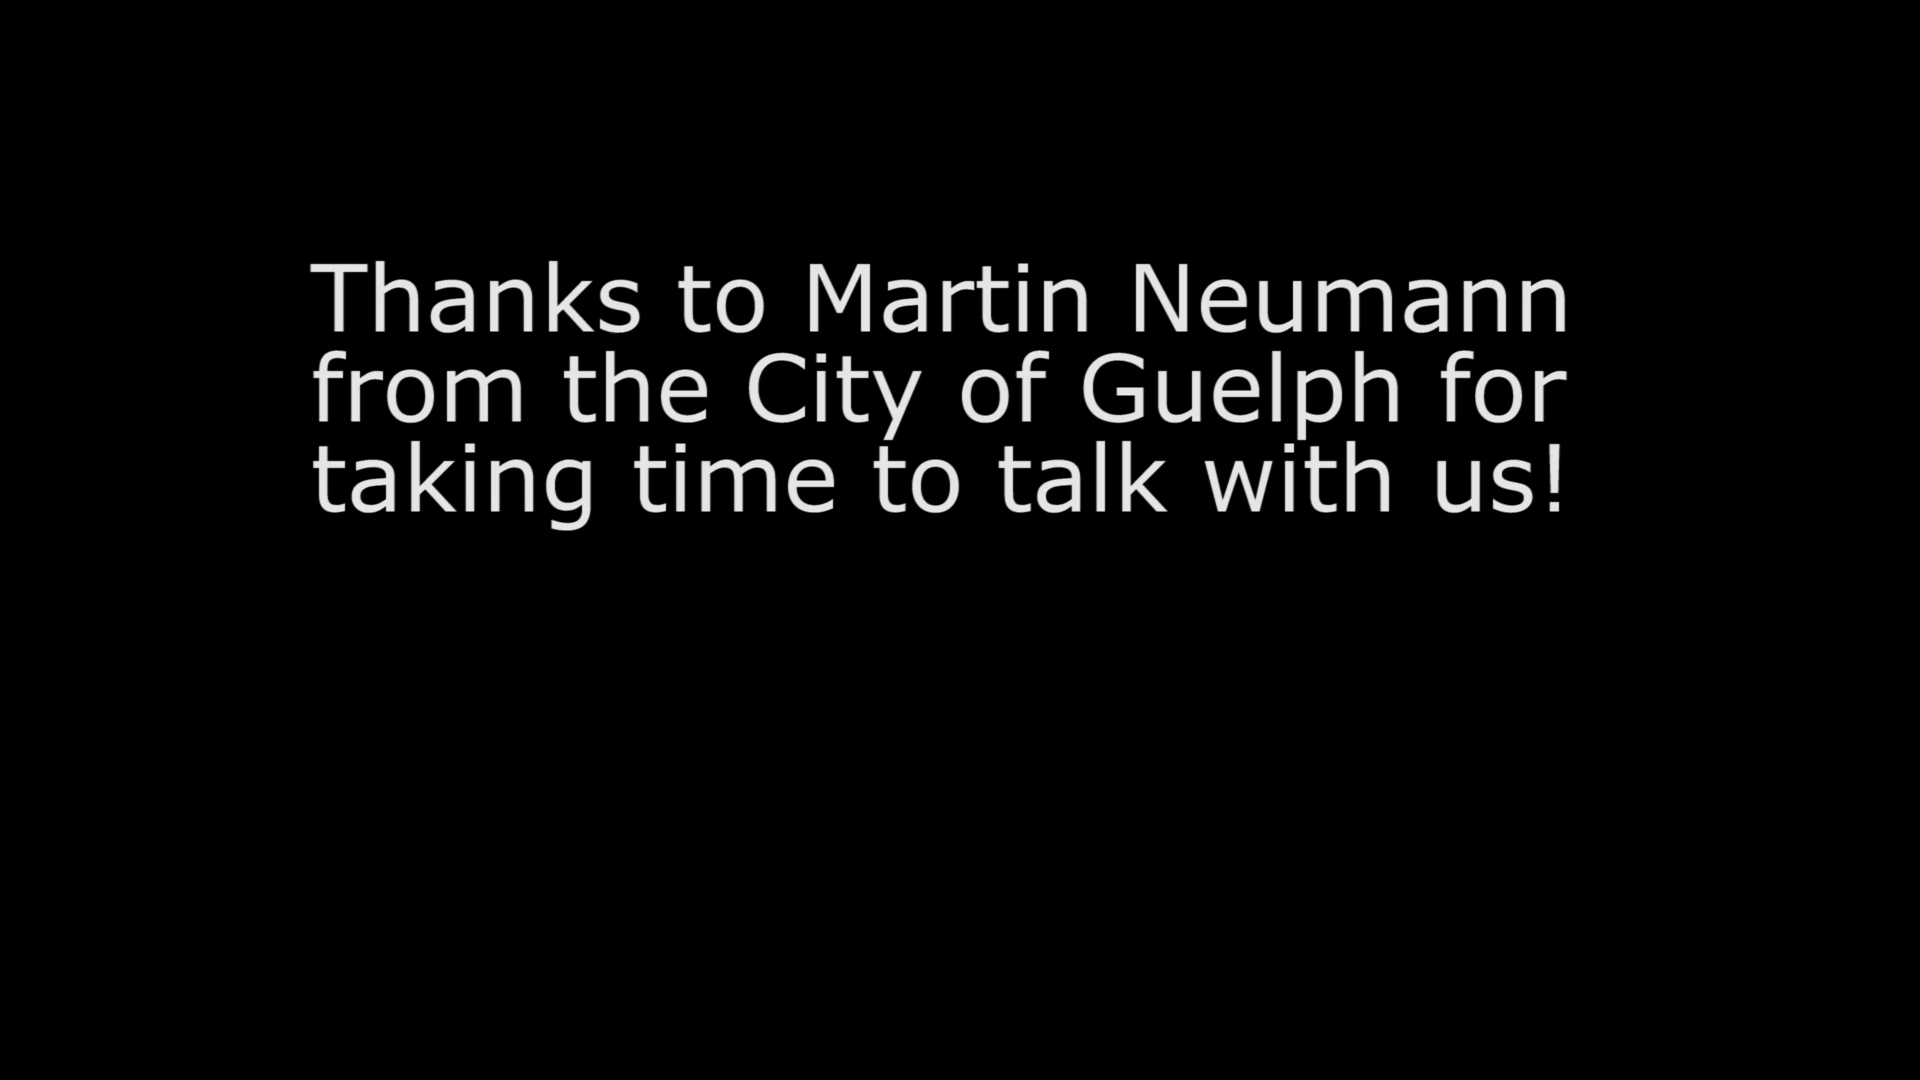 Thanks to Martin Neumann
from the City of Guelph for
taking time to talk with us!